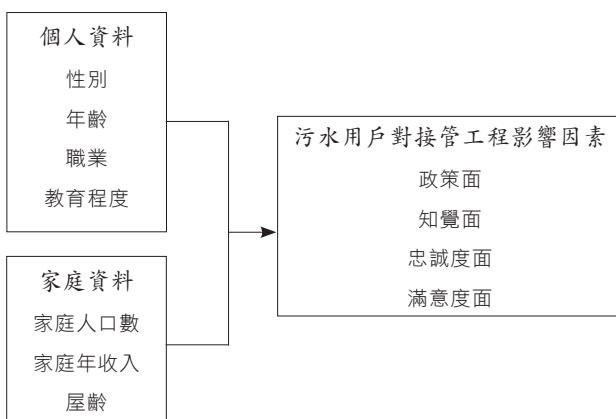 個人資料
性別
年齡
職業
教育程度
家庭資料
家庭人口數
家庭年收入
屋齡
污水用戶對接管工程影響因素
政策面
知覺面
忠誠度面
滿意度面